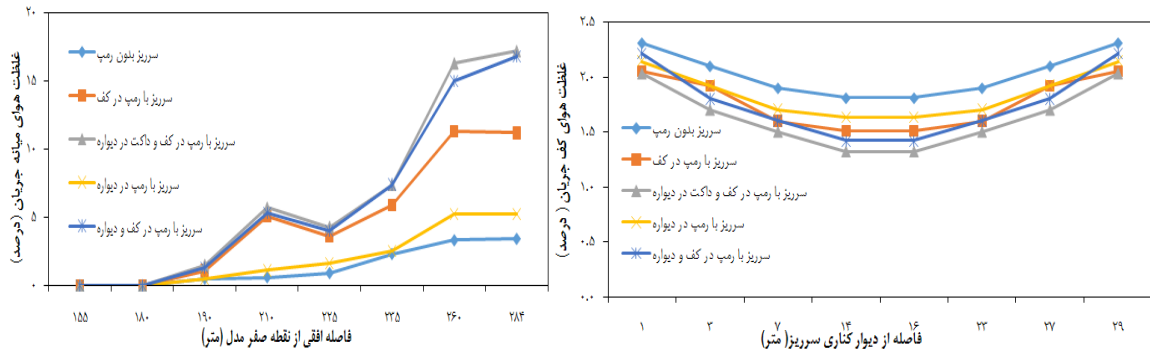 ۲۰
۱۵
۱۰
۵
۰
غلظت هوای میانه جریان (درصد)
سرریز بدون رمپ
سرریز با رمپ در کف
سرریز با رمپ در کف و داکت در دیواره
سرریز با رمپ در دیواره
سرریز با رمپ در کف و دیواره
۱۵۵ ۱۸۰ ۱۹۰ ۲۱۰ ۲۲۵ ۲۳۵ ۲۶۰ ۲۸۴
فاصله افقی از نقطه صفر مدل (متر)
۲.۵
۲.۰
۱.۵
۱.۰
۰.۵
۰.۰
غلظت هوای کف جریان ( درصد)
سرریز بدون رمپ
سرریز با رمپ در کف
سرریز با رمپ در کف و داکت در دیواره
سرریز با رمپ در دیواره
سرریز با رمپ در کف و دیواره
۱ ۳ ۷ ۱۴ ۱۶ ۲۳ ۲۷ ۲۹
فاصله از دیوار کناری سرریز( متر)